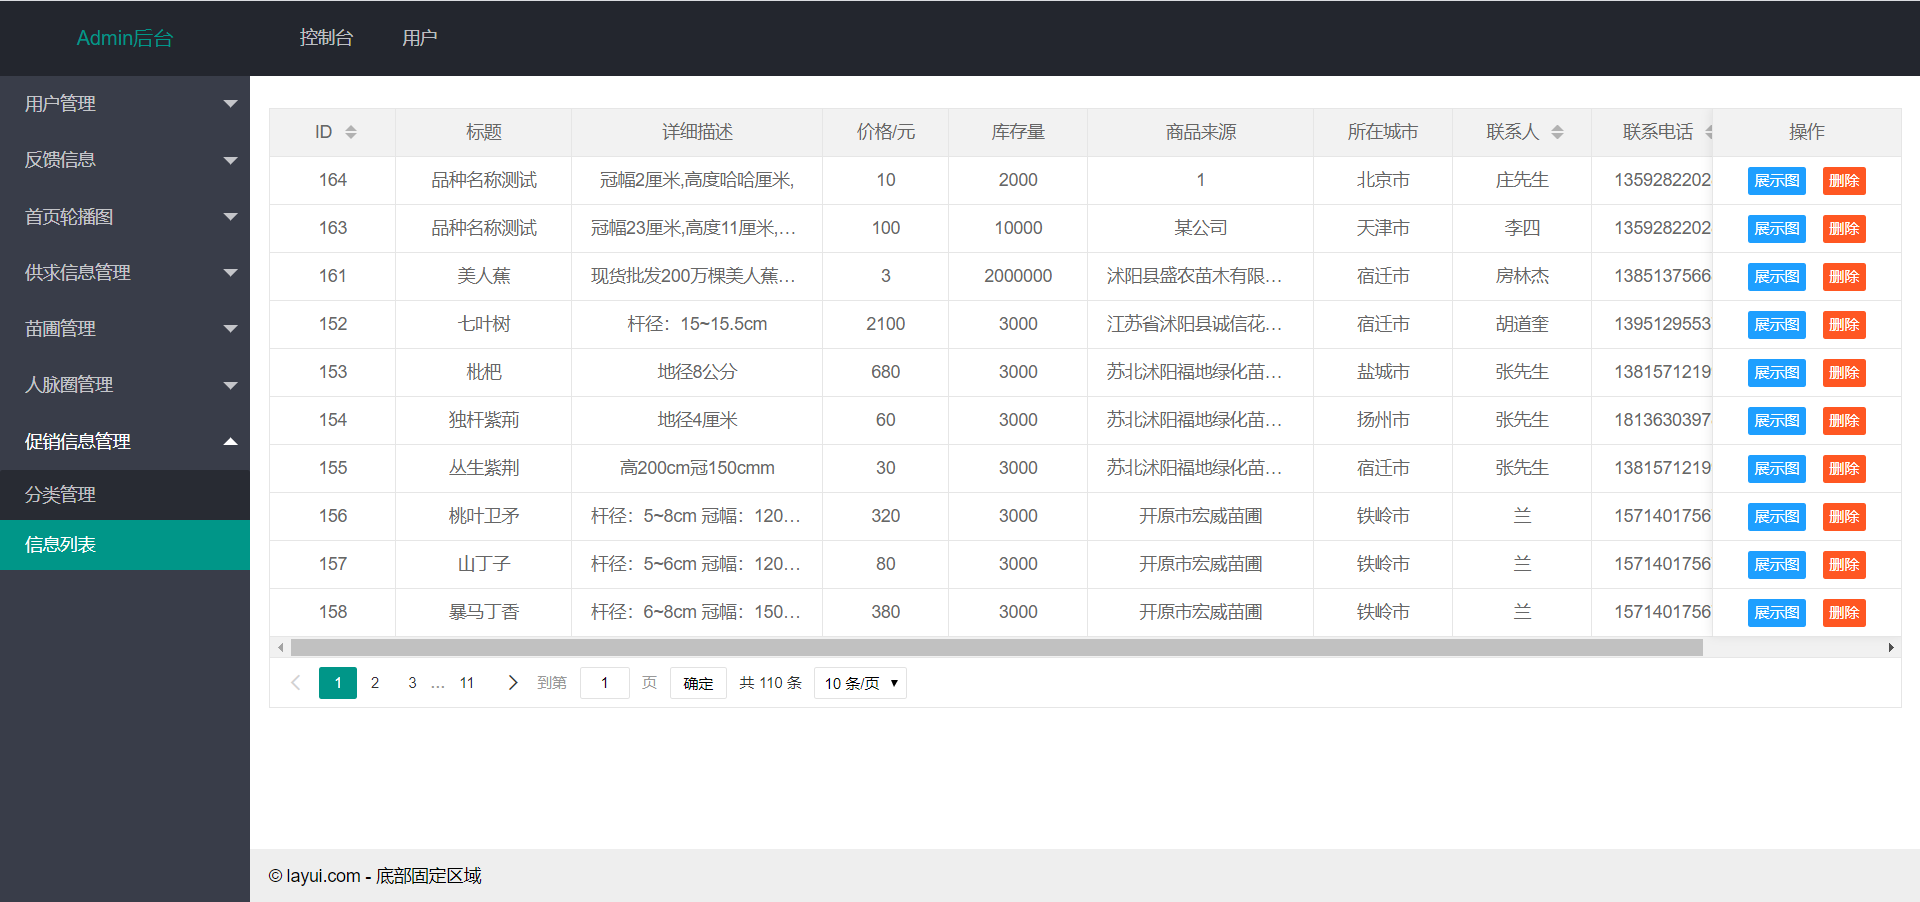 Admin后台 控制台 用户
用户管理
反馈信息
首页轮播图
供求信息管理
苗圃管理
人脉圈管理
促销信息管理
分类管理
信息列表
ID 标题 详细描述 价格/元 库存量 商品来源 所在城市 联系人 联系电话 操作
164 品种名称测试 冠幅2厘米,高度哈哈厘米, 10 2000 1 北京市 庄先生 1359282202 展示图 删除
163 品种名称测试 冠幅23厘米,高度11厘米,... 100 10000 某公司 天津市 李四 1359282202 展示图 删除
161 美人蕉 现货批发200万棵美人蕉... 3 2000000 沭阳县盛农苗木有限... 宿迁市 房林杰 1385137566 展示图 删除
152 七叶树 杆径：15~15.5cm 2100 3000 江苏省沭阳县诚信花... 宿迁市 胡道奎 1395129553 展示图 删除
153 枇杷 地径8公分 680 3000 苏北沭阳福地绿化苗... 盐城市 张先生 1381571219 展示图 删除
154 独杆紫荊 地径4厘米 60 3000 苏北沭阳福地绿化苗... 扬州市 张先生 1813630397 展示图 删除
155 丛生紫荆 高200cm冠150cmm 30 3000 苏北沭阳福地绿化苗... 宿迁市 张先生 1381571219 展示图 删除
156 桃叶卫矛 杆径：5~8cm 冠幅：120... 320 3000 开原市宏威苗圃 铁岭市 兰 1571401756 展示图 删除
157 山丁子 杆径：5~6cm 冠幅：120... 80 3000 开原市宏威苗圃 铁岭市 兰 1571401756 展示图 删除
158 暴马丁香 杆径：6~8cm 冠幅：150... 380 3000 开原市宏威苗圃 铁岭市 兰 1571401756 展示图 删除
1 2 3 ... 11 到第 1 页 确定 共 110 条 10 条/页
© layui.com - 底部固定区域